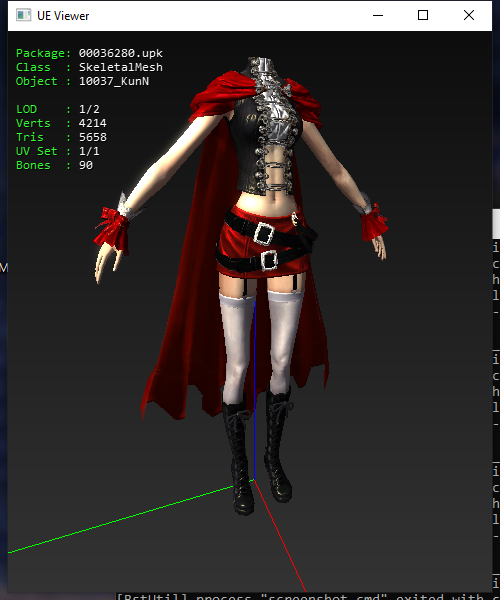 UE Viewer
Package: 00036280.upk
Class  : SkeletalMesh
Object : 10037_KunN
LOD    : 1/2
Verts  : 4214
Tris   : 5658
UV Set : 1/1
Bones  : 90
M
i
c
h
l
-
i
c
h
l
-
i
c
h
l
-
i
[BstUtil] process "screenshot.cmd" exited with c